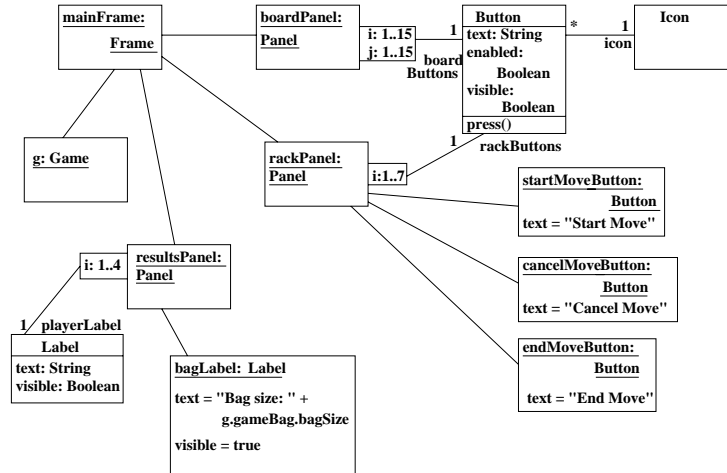 mainFrame:
Frame
boardPanel:
Panel
i: 1..15
j: 1..15
1
board
Buttons
Button
text: String
enabled:
Boolean
visible:
Boolean
press()
*
1
icon
Icon
g: Game
rackPanel:
Panel
i:1..7
1
rackButtons
startMoveButton:
Button
text = "Start Move"
resultsPanel:
Panel
i: 1..4
cancelMoveButton:
Button
text = "Cancel Move"
1
playerLabel
Label
text: String
visible: Boolean
bagLabel: Label
text = "Bag size: " +
g.gameBag.bagSize
visible = true
endMoveButton:
Button
text = "End Move"